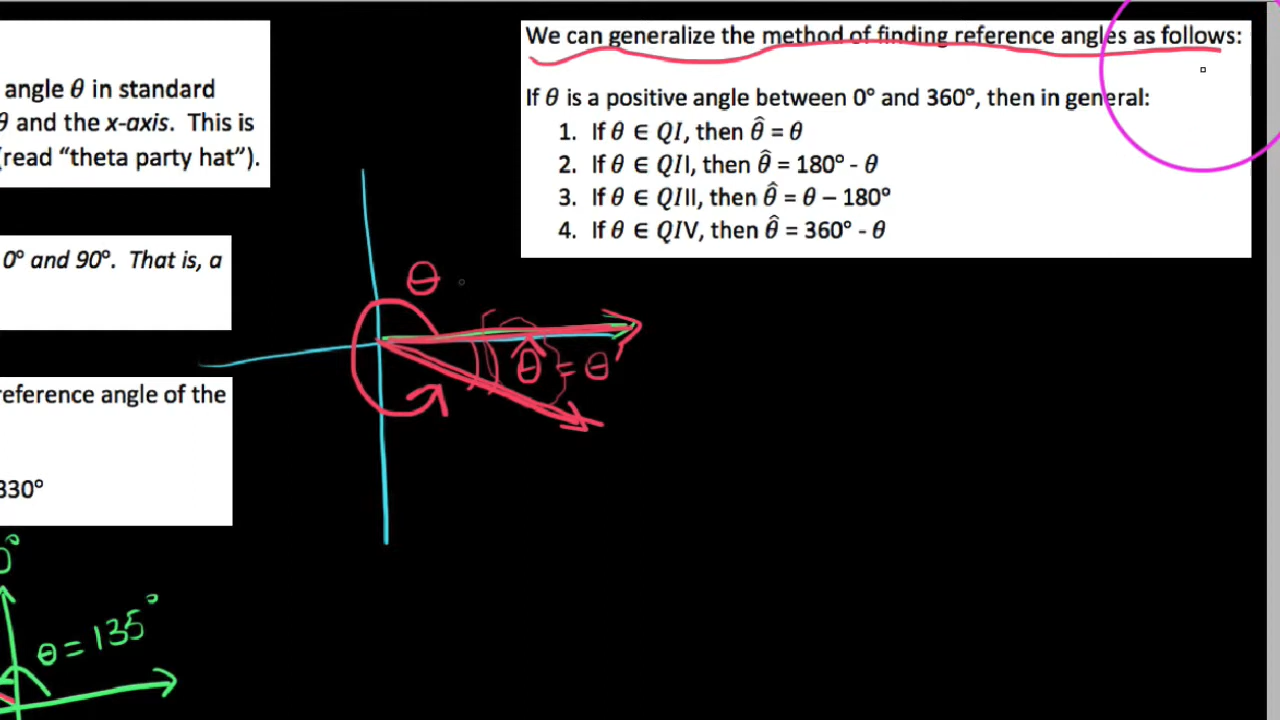 angle θ in standard
θ and the x-axis. This is
(read “theta party hat”).
0° and 90°. That is, a
reference angle of the
330°
We can generalize the method of finding reference angles as follows:
If θ is a positive angle between 0° and 360°, then in general:
1. If θ ∈ QI, then θ̂ = θ
2. If θ ∈ QII, then θ̂ = 180° - θ
3. If θ ∈ QIII, then θ̂ = θ – 180°
4. If θ ∈ QIV, then θ̂ = 360° - θ
θ
θ̂ = θ'
0°
θ = 135°